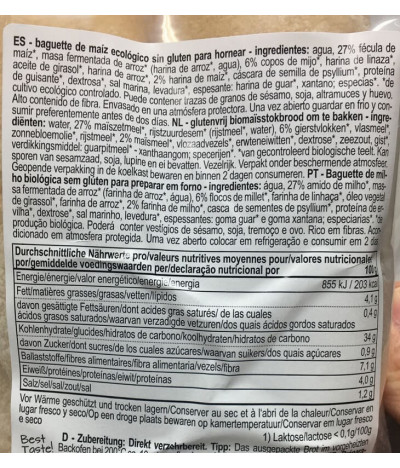 ES - baguette de maíz ecológico sin gluten para hornear - ingredientes: agua, 27% fécula de
maíz*, masa fermentada de arroz* (harina de arroz*, agua), 6% copos de mijo*, harina de linaza*,
aceite de girasol*, harina de arroz*, 2% harina de maíz*, cáscara de semilla de psyllium*, proteína
de guisante*, dextrosa*, sal marina, levadura*, espesante: harina de guar*, xantano; especias*. *de
cultivo ecológico controlado. Puede contener trazas de granos de sésamo, soja, altramuces y huevo.
Alto contenido de fibra. Envasado en una atmósfera protectora. Una vez abierto guardar en frío y con-
sumir preferentemente antes de dos días. NL - glutenvrij biomaïsstokbrood om te bakken - ingre-
diënten: water, 27% maïszetmeel*, rijstzuurdesem* (rijstmeel*, water), 6% gierstvlokken*, vlasmeel*,
zonnebloemolie*, rijstmeel*, 2% maïsmeel*, vlozaadvezels*, erwteneiwitten*, dextrose*, zeezout, gist*,
verdikkingsmiddel: guarpitmeel*, xanthaangom; specerijen*. *van gecontroleerd biologische teelt. Kan
sporen van sesamzaad, soja, lupine en ei bevatten. Vezelrijk. Verpakt onder beschermende atmosfeer.
Geopende verpakking in de koelkast bewaren en binnen 2 dagen consumeren. PT - Baguete de mil-
ho biológica sem glúten para preparar em forno - ingredientes: água, 27% amido de milho*, mas-
sa fermentada de arroz* (farinha de arroz*, água), 6% flocos de millet*, farinha de linhaça*, óleo vegetal
de girassol*, farinha de arroz*, 2% farinha de milho*, casca de sementes de psyllium*, proteína de er-
vilha*, dextrose*, sal marinho, levedura*, espessantes: goma guar* e goma xantana; especiarias*. *de
produção biológica. Poderá conter vestígios de sésamo, soja, tremoço e ovo. Rico em fibras. Acon-
dicionado em atmosfera protegida. Uma vez aberto colocar em refrigeração e consumir em 2 dias
Durchschnittliche Nährwerte pro/valeurs nutritives moyennes pour/valores nutricionales
por/gemiddelde voedingswaarden per/declaração nutricional por 100g
Energie/énergie/valor energético/energie/energia 855 kJ / 203 kcal
Fett/matières grasses/grasas/vetten/lípidos 4,1 g
davon gesättigte Fettsäuren/dont acides gras saturés/ de las cuales 0,4 g
ácidos grasos saturados/waarvan verzadigde vetzuren/dos quais ácidos gordos saturados
Kohlenhydrate/glucides/hidratos de carbono/koolhydraten/hidratos de carbono 34 g
davon Zucker/dont sucres/de los cuales azúcares/waarvan suikers/dos quais açúcares 0,9 g
Ballaststoffe/fibres alimentaires/fibra alimentaria/vezels/fibra 7,1 g
Eiweiß/protéines/proteínas/eiwit/proteínas 4,0 g
Salz/sel/sal/zout/sal 1,2 g
Vor Wärme geschützt und trocken lagern/Conserver au sec et à l'abri de la chaleur/Conservar en
lugar fresco y seco/Op een droge plaats bewaren op kamertemperatuur/Conservar em lugar fresco
e seco 1) Laktose/lactose < 0,1g/100g
Best D - Zubereitung: Direkt verzehrbereit. Tipp: Das ausgepackte Brot im vorgeheizten
Taste! Backofen bei 200°C